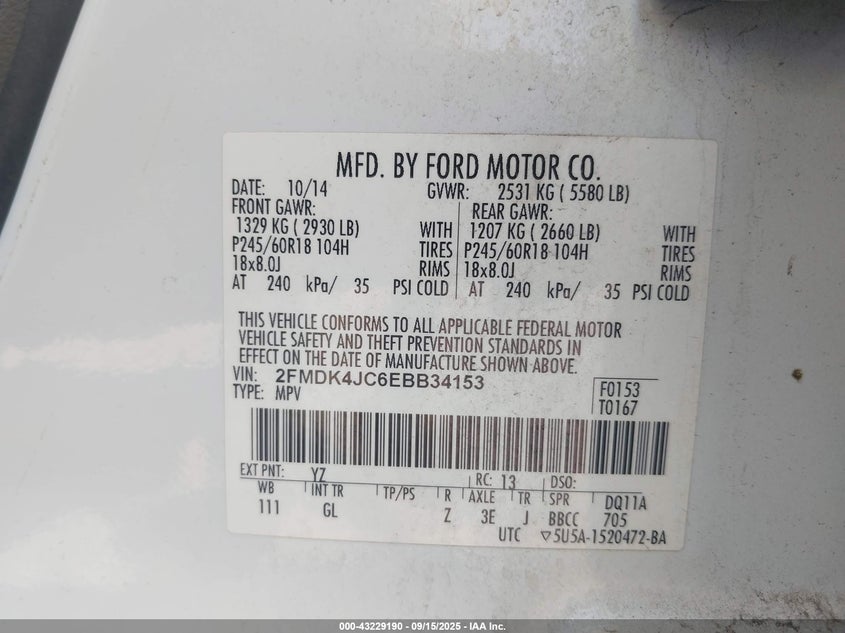 MFD. BY FORD MOTOR CO.
DATE: 10/14 GVWR: 2531 KG ( 5580 LB)
FRONT GAWR: REAR GAWR:
1329 KG ( 2930 LB) WITH 1207 KG ( 2660 LB) WITH
P245/60R18 104H TIRES P245/60R18 104H TIRES
18x8.0J RIMS 18x8.0J RIMS
AT 240 kPa/ 35 PSI COLD AT 240 kPa/ 35 PSI COLD
THIS VEHICLE CONFORMS TO ALL APPLICABLE FEDERAL MOTOR
VEHICLE SAFETY AND THEFT PREVENTION STANDARDS IN
EFFECT ON THE DATE OF MANUFACTURE SHOWN ABOVE.
VIN: 2FMDK4JC6EBB34153 F0153
TYPE: MPV T0167
EXT PNT: YZ RC: 13 DSO:
WB INT TR TP/PS R AXLE TR SPR DQ11A
111 GL Z 3E J BBCC 705
UTC ▽5U5A-1520472-BA
000-43229190 - 09/15/2025 - IAA Inc.